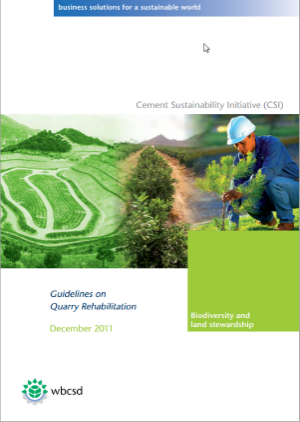 business solutions for a sustainable world
Cement Sustainability Initiative (CSI)
Guidelines on
Quarry Rehabilitation
December 2011
Biodiversity and
land stewardship
wbcsd